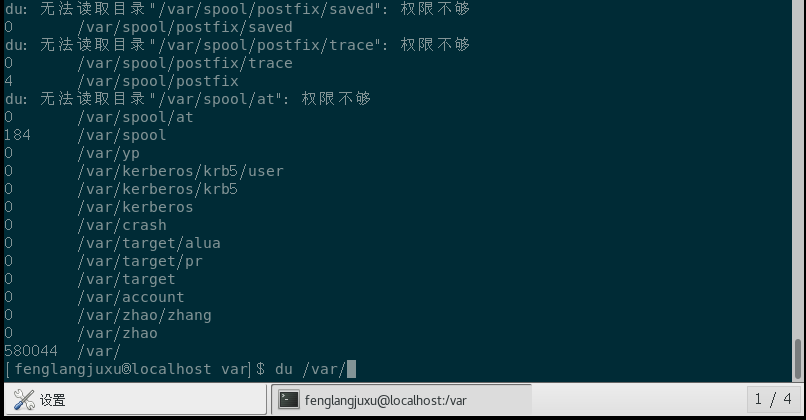 du: 无法读取目录"/var/spool/postfix/saved": 权限不够
0 /var/spool/postfix/saved
du: 无法读取目录"/var/spool/postfix/trace": 权限不够
0 /var/spool/postfix/trace
4 /var/spool/postfix
du: 无法读取目录"/var/spool/at": 权限不够
0 /var/spool/at
184 /var/spool
0 /var/yp
0 /var/kerberos/krb5/user
0 /var/kerberos/krb5
0 /var/kerberos
0 /var/crash
0 /var/target/alua
0 /var/target/pr
0 /var/target
0 /var/account
0 /var/zhao/zhang
0 /var/zhao
580044 /var/
[fenglangjuxu@localhost var]$ du /var/
设置
fenglangjuxu@localhost:/var
1 / 4